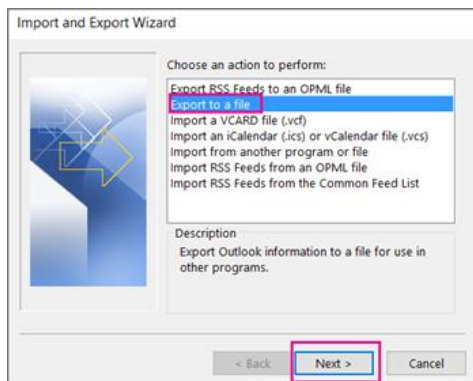 Import and Export Wizard
Choose an action to perform:
Export RSS Feeds to an OPML file
Export to a file
Import a VCARD file (.vcf)
Import an iCalendar (.ics) or vCalendar file (.vcs)
Import from another program or file
Import RSS Feeds from an OPML file
Import RSS Feeds from the Common Feed List
Description
Export Outlook information to a file for use in
other programs.
< Back Next > Cancel